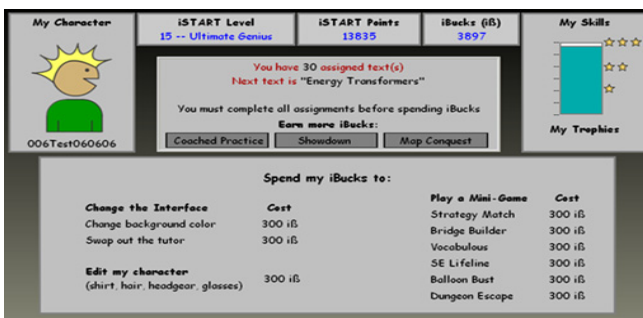 My Character
006Test060606
iSTART Level
15 -- Ultimate Genius
iSTART Points
13835
iBucks (iß)
3897
My Skills
My Trophies
You have 30 assigned text(s)
Next text is "Energy Transformers"
You must complete all assignments before spending iBucks
Earn more iBucks:
Coached Practice
Showdown
Map Conquest
Spend my iBucks to:
Change the Interface Cost
Change background color 300 iß
Swap out the tutor 300 iß
Edit my character
(shirt, hair, headgear, glasses) 300 iß
Play a Mini-Game Cost
Strategy Match 300 iß
Bridge Builder 300 iß
Vocabulous 300 iß
SE Lifeline 300 iß
Balloon Bust 300 iß
Dungeon Escape 300 iß